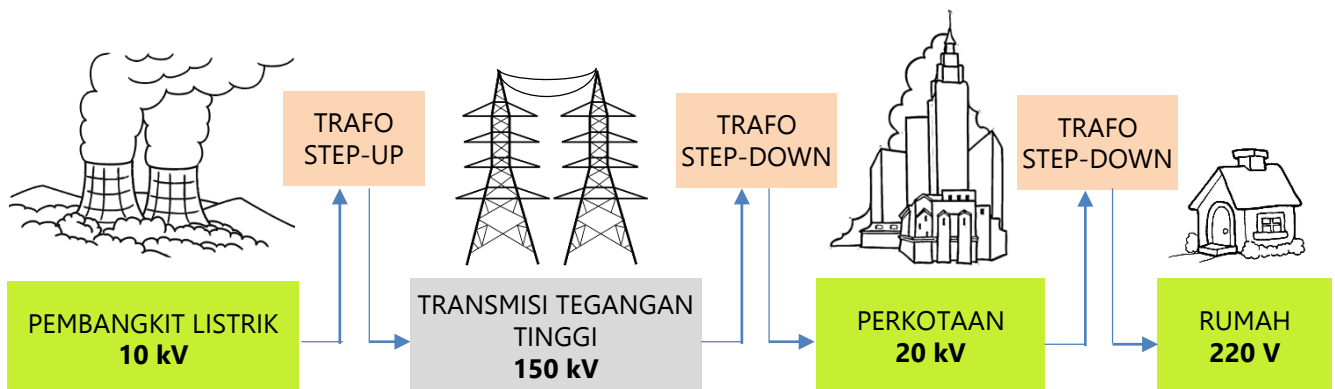 TRAFO
STEP-UP
TRAFO
STEP-DOWN
TRAFO
STEP-DOWN
PEMBANGKIT LISTRIK
10 kV
TRANSMISI TEGANGAN
TINGGI
150 kV
PERKOTAAN
20 kV
RUMAH
220 V